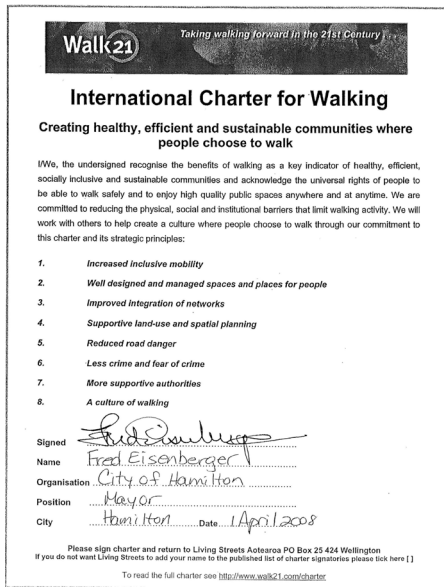 Walk21
Taking walking forward in the 21st Century ...
International Charter for Walking
Creating healthy, efficient and sustainable communities where
people choose to walk
I/We, the undersigned recognise the benefits of walking as a key indicator of healthy, efficient,
socially inclusive and sustainable communities and acknowledge the universal rights of people to
be able to walk safely and to enjoy high quality public spaces anywhere and at anytime. We are
committed to reducing the physical, social and institutional barriers that limit walking activity. We will
work with others to help create a culture where people choose to walk through our commitment to
this charter and its strategic principles:
1. Increased inclusive mobility
2. Well designed and managed spaces and places for people
3. Improved integration of networks
4. Supportive land-use and spatial planning
5. Reduced road danger
6. Less crime and fear of crime
7. More supportive authorities
8. A culture of walking
Signed Fred Eisenberger
Name Fred Eisenberger
Organisation City of Hamilton
Position Mayor
City Hamilton Date 1 April 2008
Please sign charter and return to Living Streets Aotearoa PO Box 25 424 Wellington
If you do not want Living Streets to add your name to the published list of charter signatories please tick here [ ]
To read the full charter see http://www.walk21.com/charter